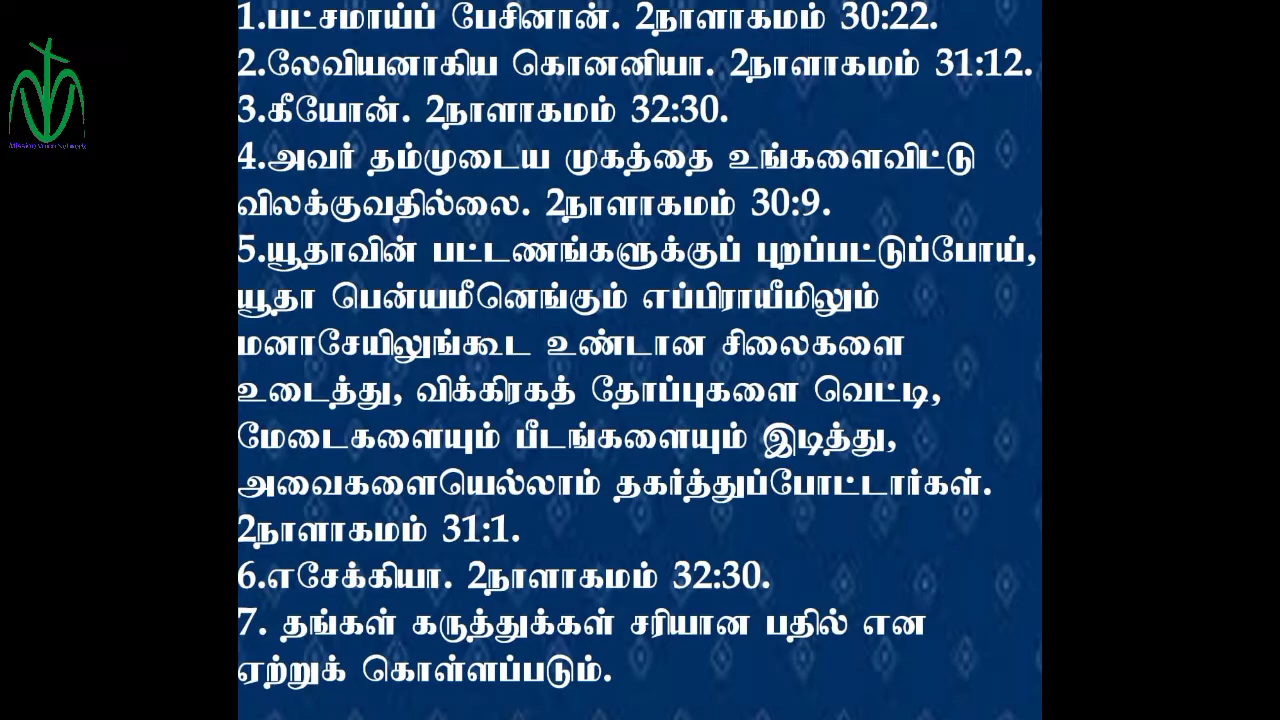 1.பட்சமாய்ப் பேசினான். 2நாளாகமம் 30:22.
2.லேவியனாகிய கொனனியா. 2நாளாகமம் 31:12.
3.கீயோன். 2நாளாகமம் 32:30.
4.அவர் தம்முடைய முகத்தை உங்களைவிட்டு
விலக்குவதில்லை. 2நாளாகமம் 30:9.
5.யூதாவின் பட்டணங்களுக்குப் புறப்பட்டுப்போய்,
யூதா பென்யமீனெங்கும் எப்பிராயீமிலும்
மனாசேயிலுங்கூட உண்டான சிலைகளை
உடைத்து, விக்கிரகத் தோப்புகளை வெட்டி,
மேடைகளையும் பீடங்களையும் இடித்து,
அவைகளையெல்லாம் தகர்த்துப்போட்டார்கள்.
2நாளாகமம் 31:1.
6.எசேக்கியா. 2நாளாகமம் 32:30.
7. தங்கள் கருத்துக்கள் சரியான பதில் என
ஏற்றுக் கொள்ளப்படும்.